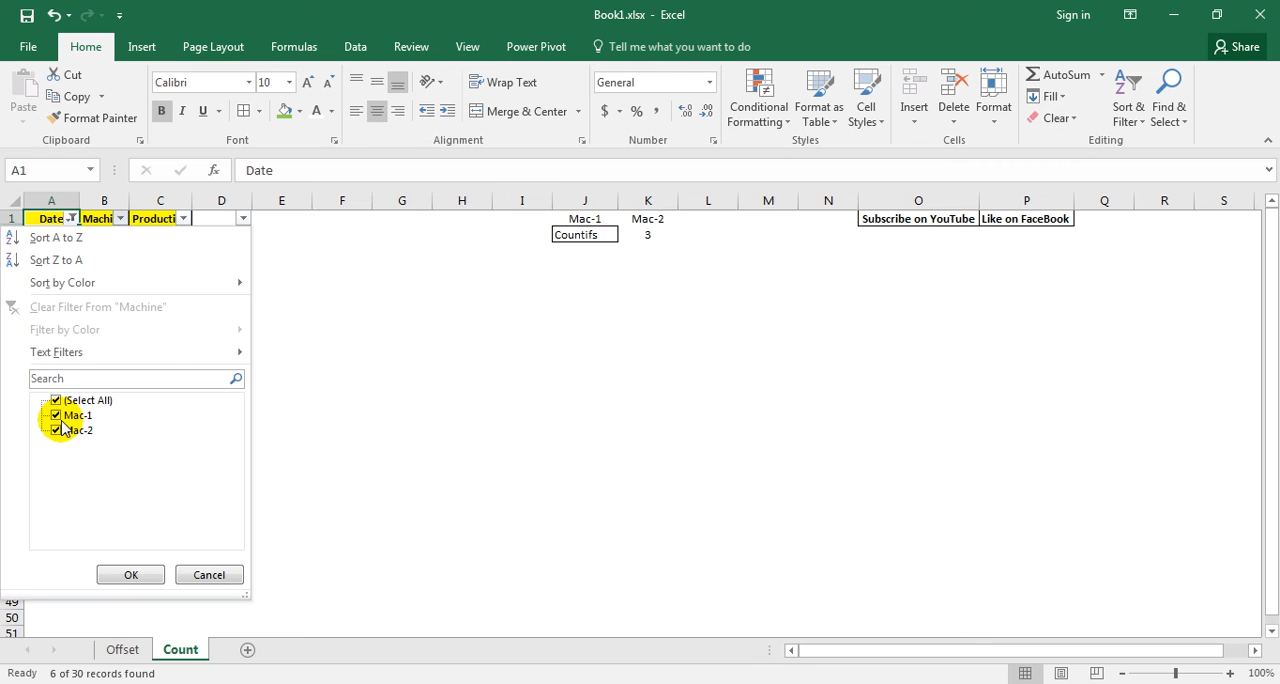 Book1.xlsx - Excel
Sign in
File Home Insert Page Layout Formulas Data Review View Power Pivot Tell me what you want to do Share
Paste Cut Copy Format Painter Clipboard
Calibri 10 B I U A Font
Wrap Text Merge & Center Alignment
General $ % , Number
Conditional Formatting Format as Table Cell Styles Styles
Insert Delete Format Cells
AutoSum Fill Clear Sort & Filter Find & Select Editing
A1 fx Date
A B C D E F G H I J K L M N O P Q R S
1 Date Machi Producti Mac-1 Mac-2 Subscribe on YouTube Like on FaceBook
Countifs 3
Sort A to Z
Sort Z to A
Sort by Color
Clear Filter From "Machine"
Filter by Color
Text Filters
Search
(Select All)
Mac-1
Mac-2
OK Cancel
49
50
51
Offset Count
Ready 6 of 30 records found 100%